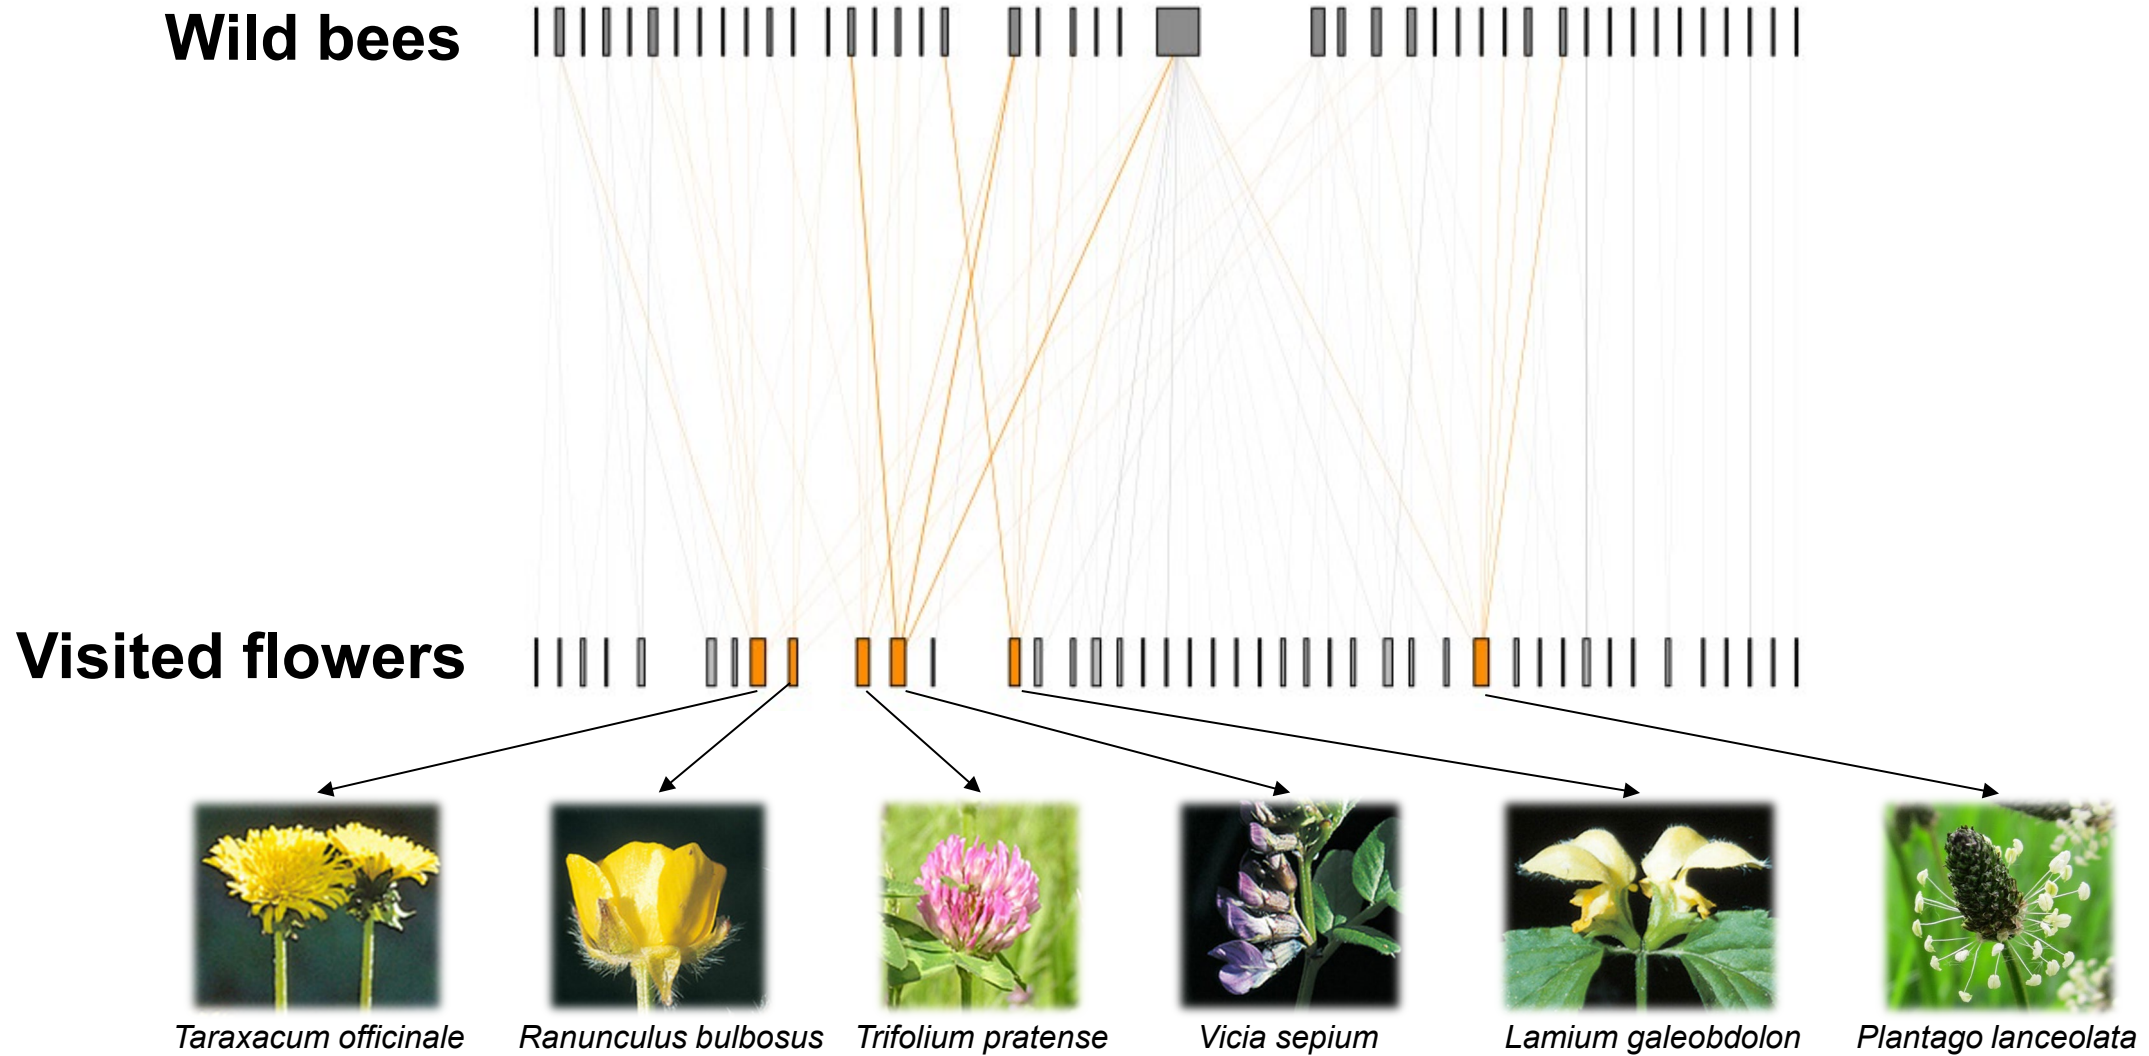 Wild bees
Visited flowers
Taraxacum officinale
Ranunculus bulbosus
Trifolium pratense
Vicia sepium
Lamium galeobdolon
Plantago lanceolata